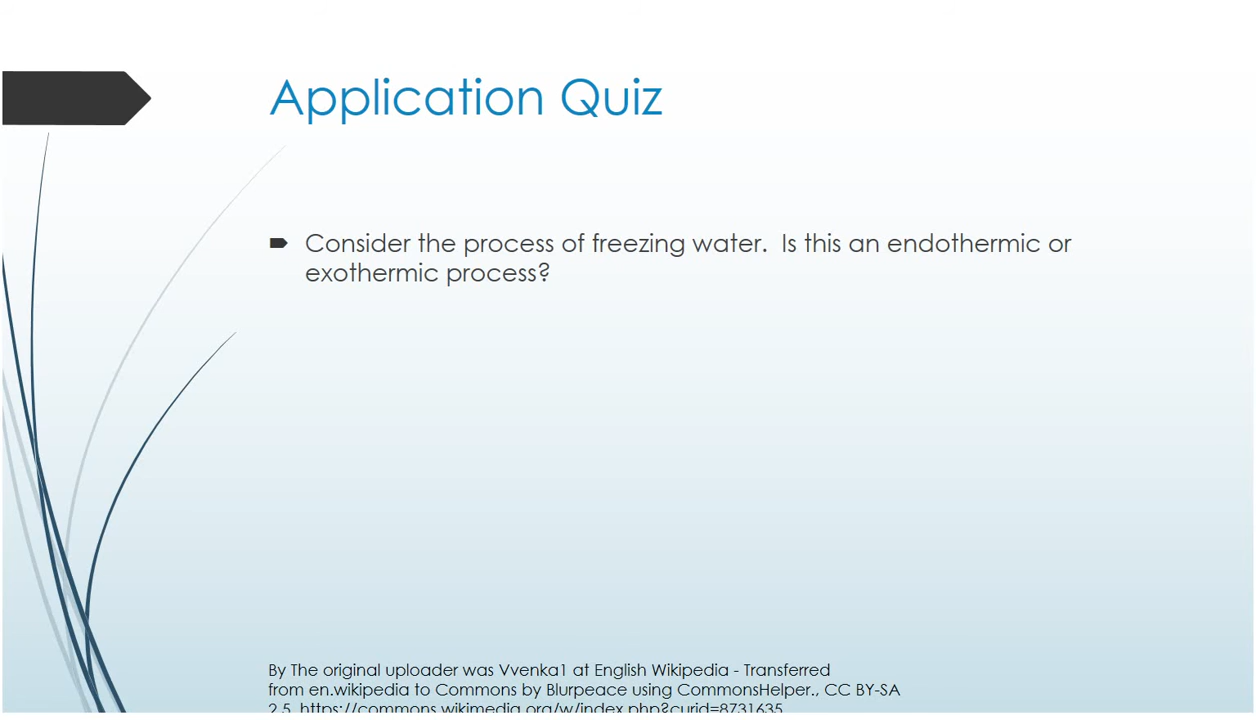 Application Quiz
Consider the process of freezing water.  Is this an endothermic or
exothermic process?
By The original uploader was Vvenka1 at English Wikipedia - Transferred
from en.wikipedia to Commons by Blurpeace using CommonsHelper., CC BY-SA
2.5, https://commons.wikimedia.org/w/index.php?curid=8731635